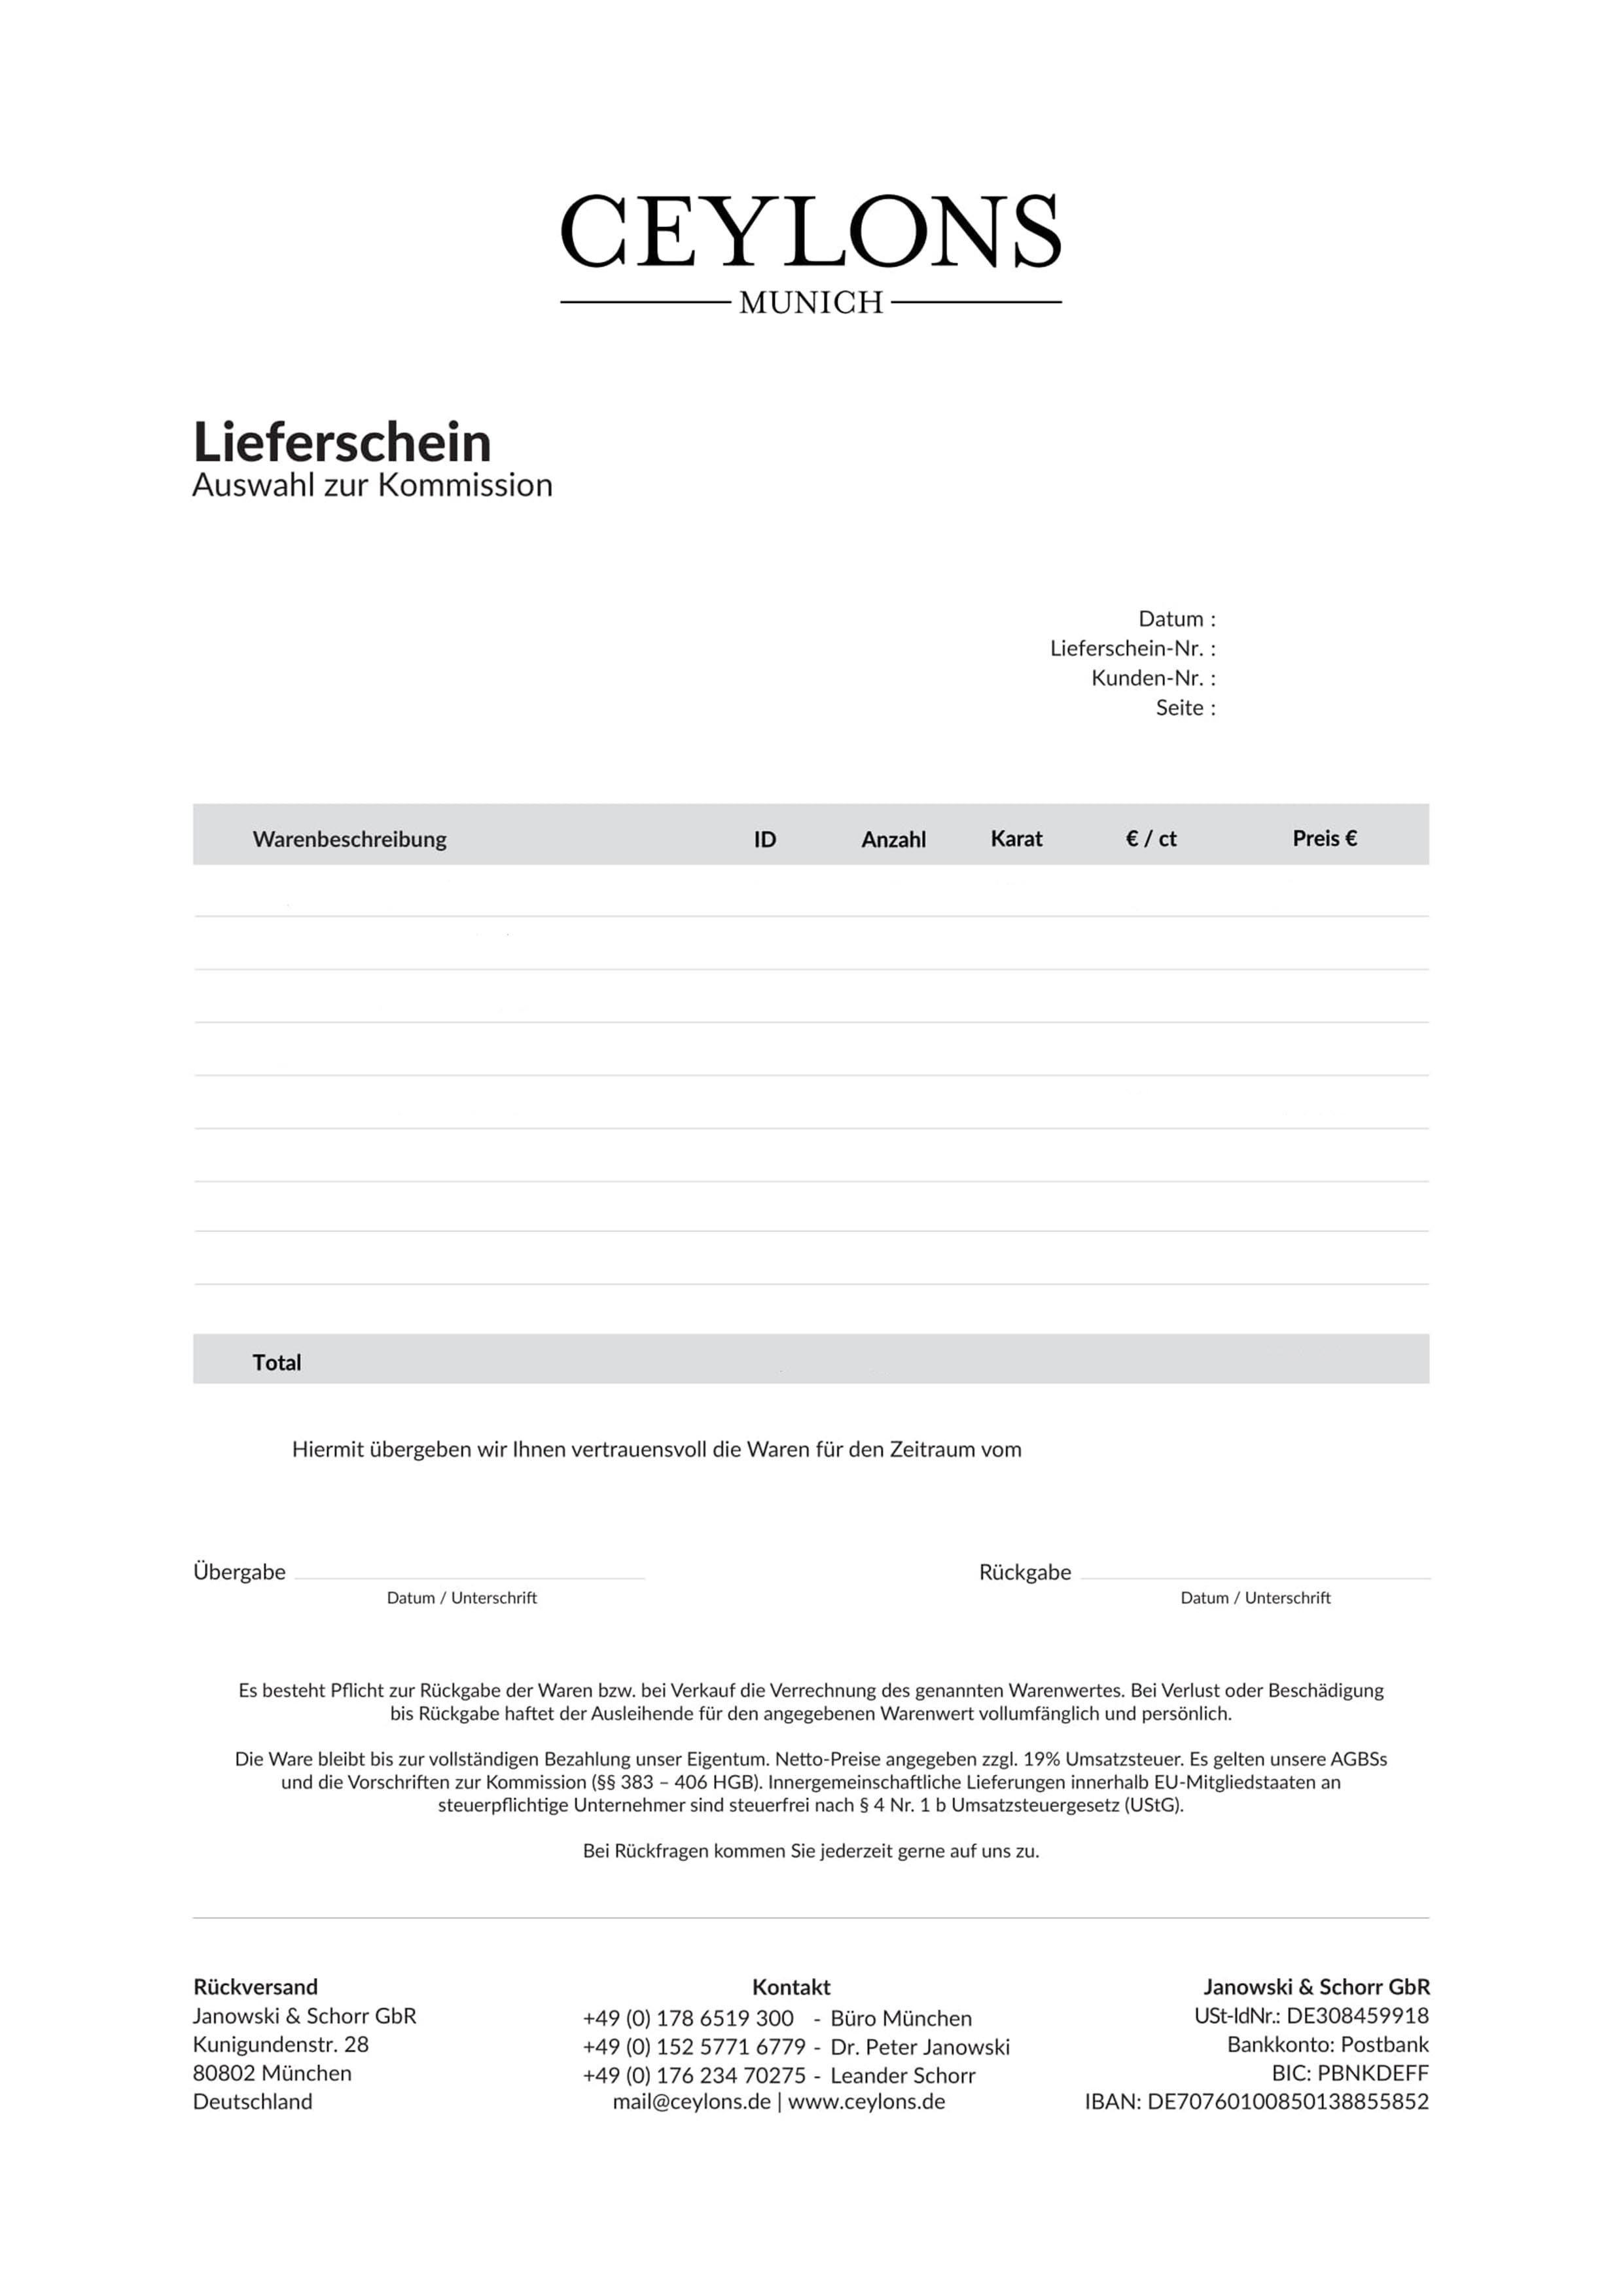 CEYLONS
MUNICH
Lieferschein
Auswahl zur Kommission
Datum :
Lieferschein-Nr. :
Kunden-Nr. :
Seite :
Warenbeschreibung ID Anzahl Karat € / ct Preis €
Total
Hiermit übergeben wir Ihnen vertrauensvoll die Waren für den Zeitraum vom
Übergabe Rückgabe
Datum / Unterschrift Datum / Unterschrift
Es besteht Pflicht zur Rückgabe der Waren bzw. bei Verkauf die Verrechnung des genannten Warenwertes. Bei Verlust oder Beschädigung
bis Rückgabe haftet der Ausleihende für den angegebenen Warenwert vollumfänglich und persönlich.
Die Ware bleibt bis zur vollständigen Bezahlung unser Eigentum. Netto-Preise angegeben zzgl. 19% Umsatzsteuer. Es gelten unsere AGBSs
und die Vorschriften zur Kommission (§§ 383 – 406 HGB). Innergemeinschaftliche Lieferungen innerhalb EU-Mitgliedstaaten an
steuerpflichtige Unternehmer sind steuerfrei nach § 4 Nr. 1 b Umsatzsteuergesetz (UStG).
Bei Rückfragen kommen Sie jederzeit gerne auf uns zu.
Rückversand
Janowski & Schorr GbR
Kunigundenstr. 28
80802 München
Deutschland
Kontakt
+49 (0) 178 6519 300 - Büro München
+49 (0) 152 5771 6779 - Dr. Peter Janowski
+49 (0) 176 234 70275 - Leander Schorr
mail@ceylons.de | www.ceylons.de
Janowski & Schorr GbR
USt-IdNr.: DE308459918
Bankkonto: Postbank
BIC: PBNKDEFF
IBAN: DE70760100850138855852